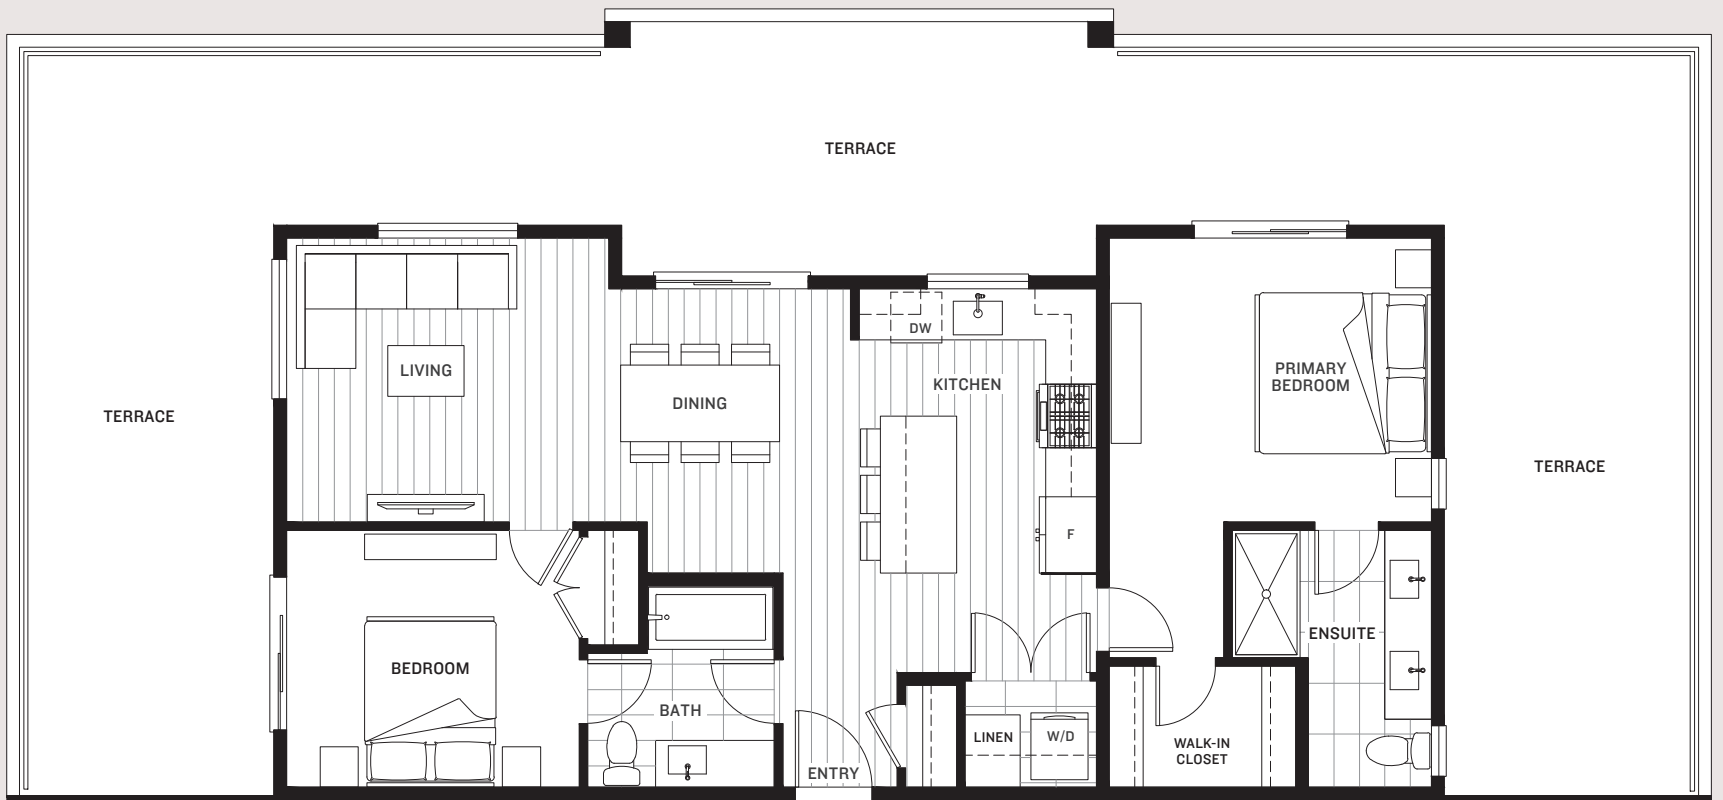 TERRACE
DW
LIVING
KITCHEN
PRIMARY
BEDROOM
DINING
TERRACE
TERRACE
F
ENSUITE
BEDROOM
BATH
LINEN
W/D
WALK-IN
CLOSET
ENTRY